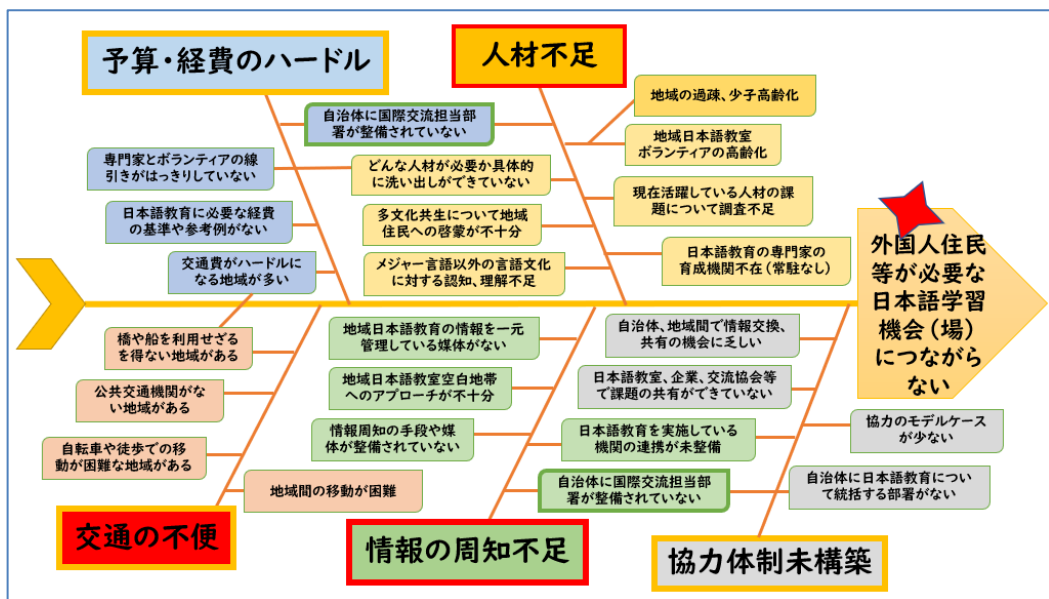 予算・経費のハードル
人材不足
自治体に国際交流担当部
署が整備されていない
専門家とボランティアの線
引きがはっきりしていない
日本語教育に必要な経費
の基準や参考例がない
交通費がハードルに
なる地域が多い
地域の過疎、少子高齢化
地域日本語教室
ボランティアの高齢化
どんな人材が必要か具体的
に洗い出しができていない
現在活躍している人材の課
題について調査不足
多文化共生について地域
住民への啓蒙が不十分
日本語教育の専門家の
育成機関不在(常駐なし)
メジャー言語以外の言語文化
に対する認知、理解不足
外国人住民
等が必要な
日本語学習
機会(場)
につながら
ない
橋や船を利用せざる
を得ない地域がある
公共交通機関がな
い地域がある
自転車や徒歩での移
動が困難な地域がある
地域間の移動が困難
交通の不便
地域日本語教育の情報を一元
管理している媒体がない
地域日本語教室空白地帯
へのアプローチが不十分
情報周知の手段や媒
体が整備されていない
日本語教育を実施している
機関の連携が未整備
自治体に国際交流担当部
署が整備されていない
情報の周知不足
自治体、地域間で情報交換、
共有の機会に乏しい
日本語教室、企業、交流協会等
で課題の共有ができていない
協力のモデルケース
が少ない
自治体に日本語教育につい
て統括する部署がない
協力体制未構築